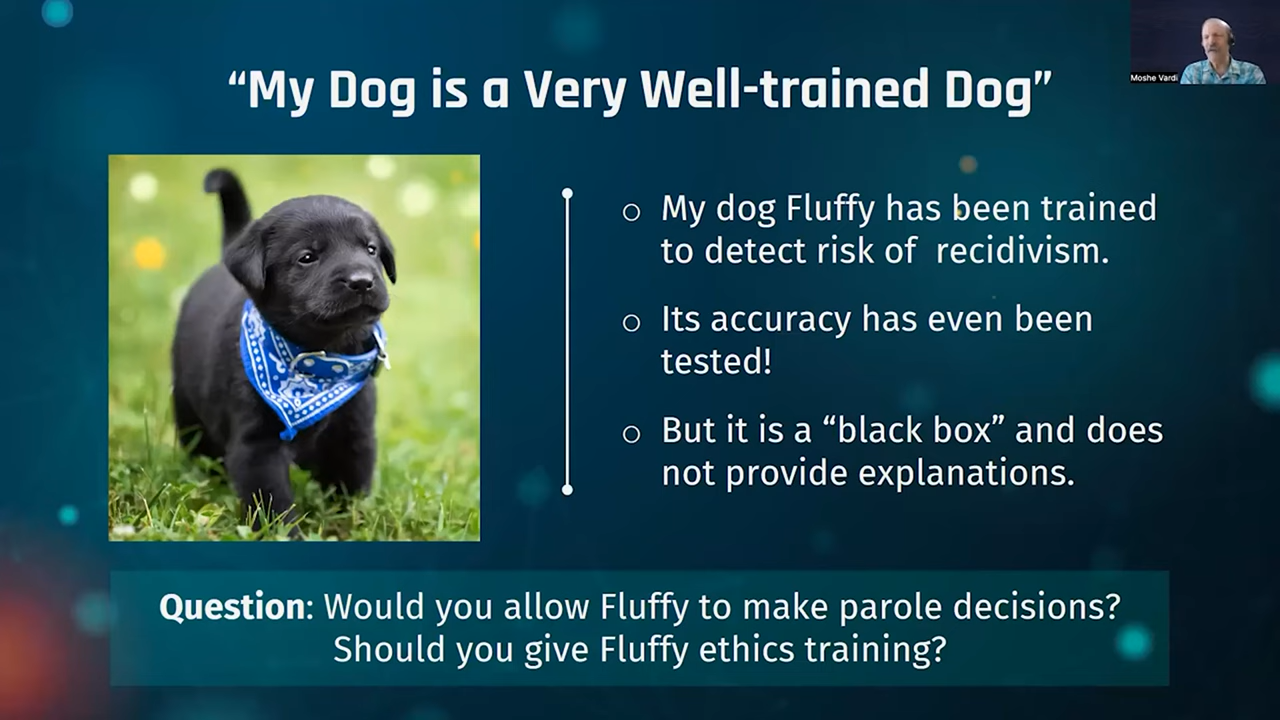 “My Dog is a Very Well-trained Dog”
Moshe Vardi
○ My dog Fluffy has been trained
to detect risk of recidivism.
○ Its accuracy has even been
tested!
○ But it is a “black box” and does
not provide explanations.
Question: Would you allow Fluffy to make parole decisions?
Should you give Fluffy ethics training?